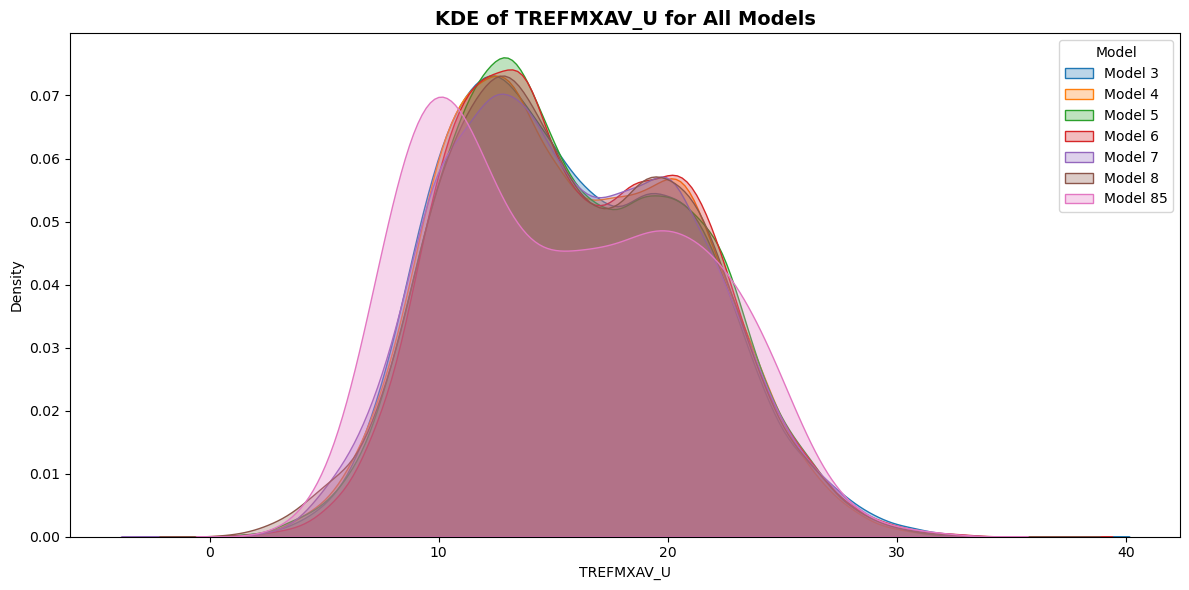 KDE of TREFMXAV_U for All Models
Model
Model 3
Model 4
Model 5
Model 6
Model 7
Model 8
Model 85
Density
0.07
0.06
0.05
0.04
0.03
0.02
0.01
0.00
0 10 20 30 40
TREFMXAV_U